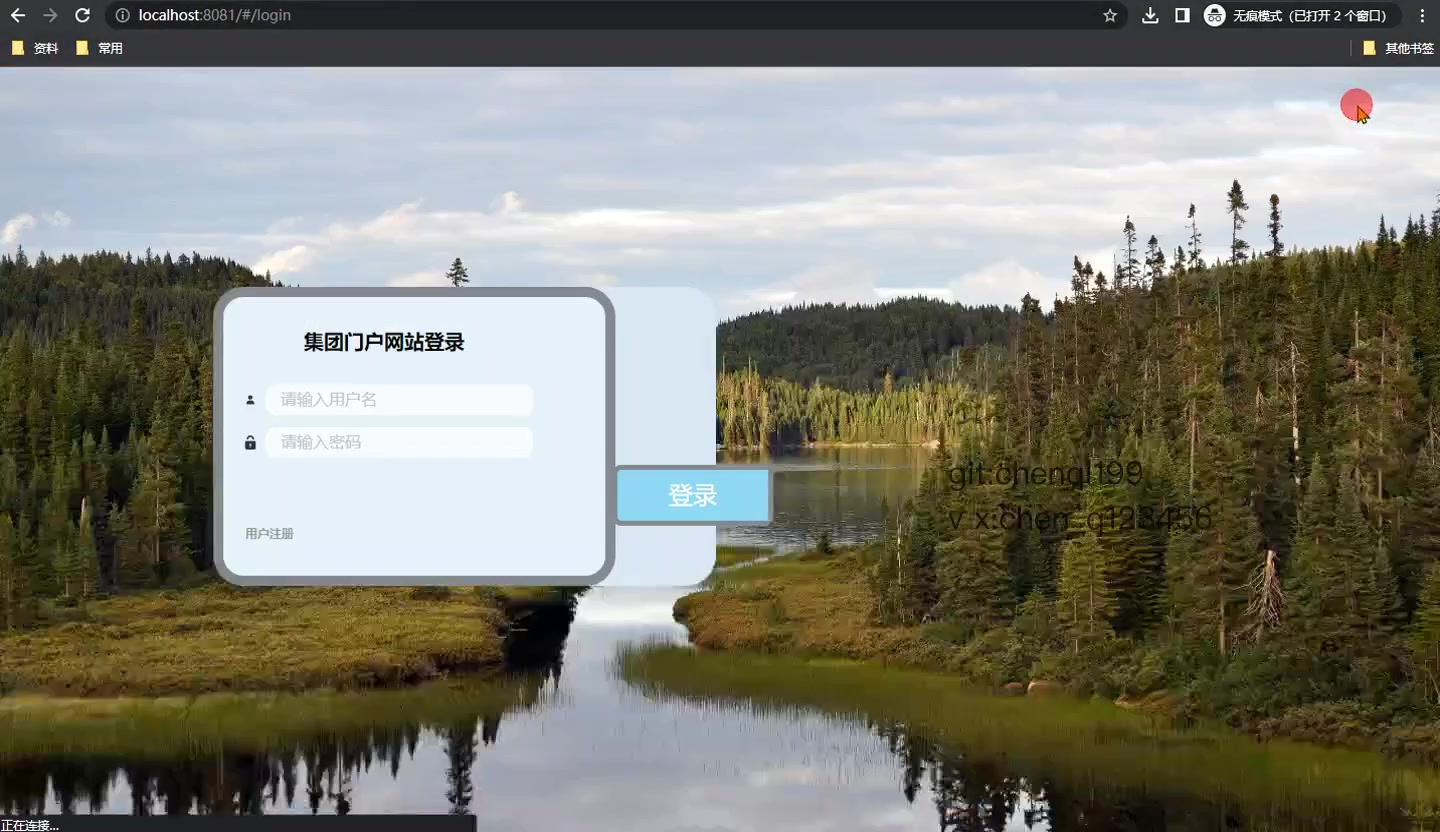 localhost:8081/#/login
无痕模式（已打开 2 个窗口）
资料
常用
其他书签
集团门户网站登录
请输入用户名
请输入密码
git:chenql199
v x:chen_q123456
登录
用户注册
正在连接...